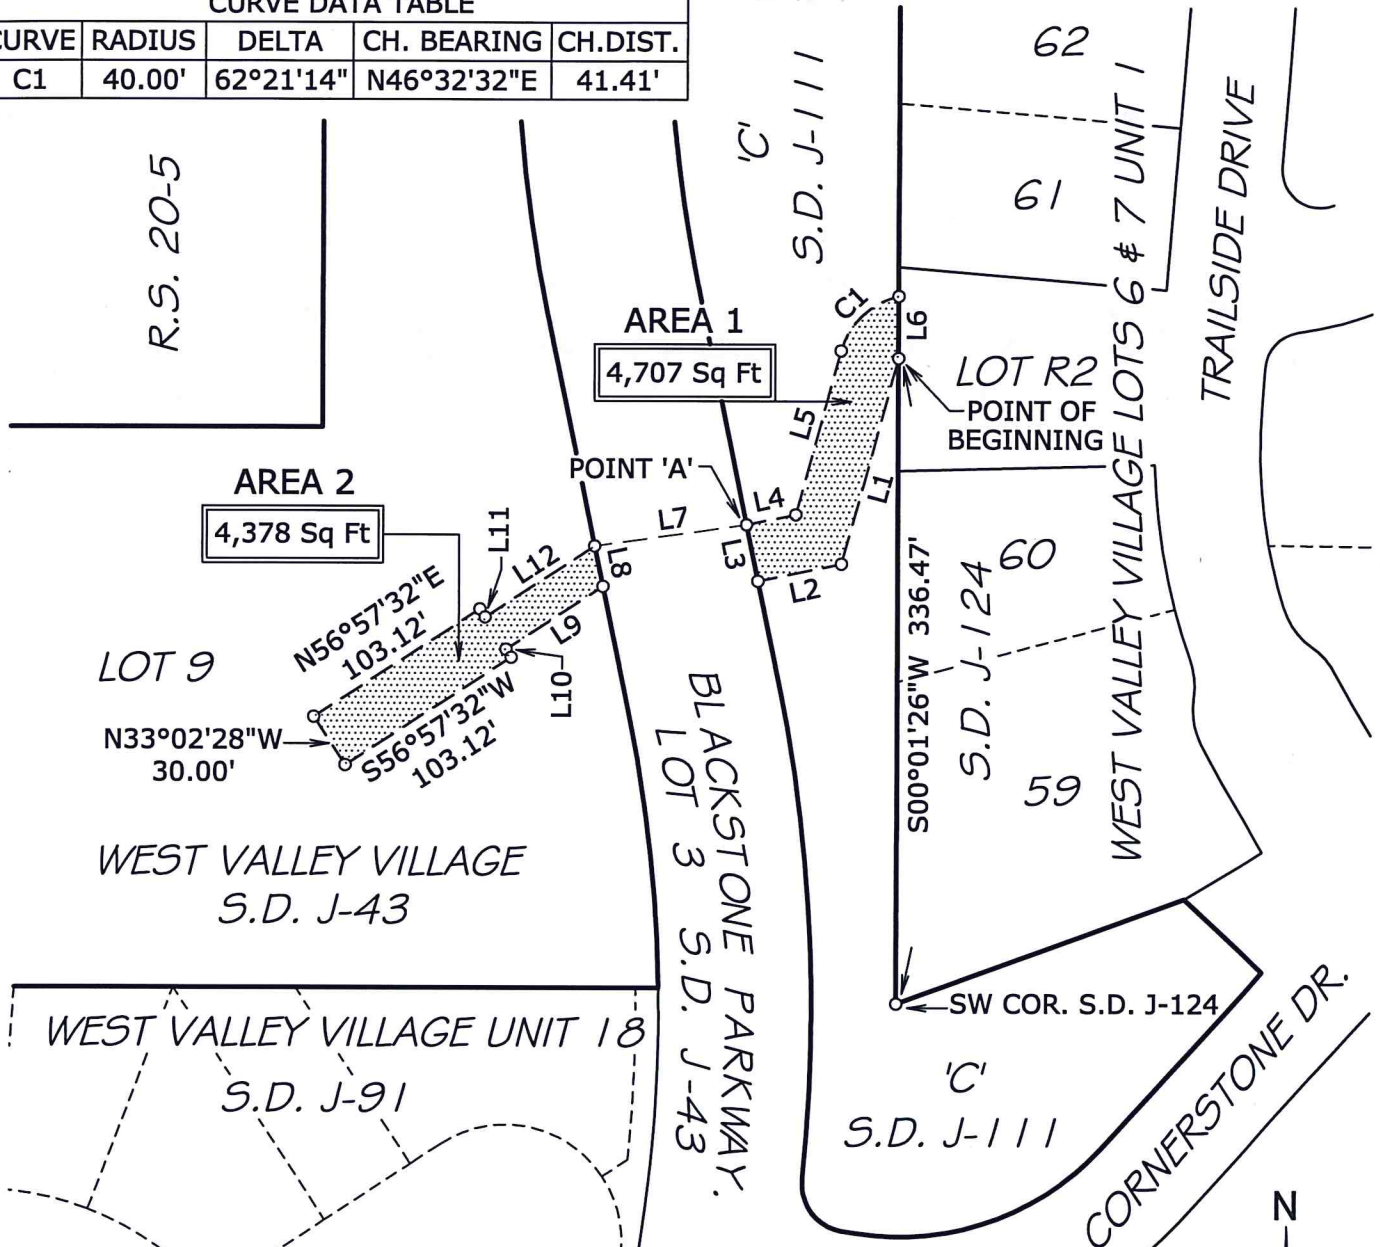 CURVE DATA TABLE
CURVE RADIUS DELTA CH. BEARING CH.DIST.
C1 40.00' 62°21'14" N46°32'32"E 41.41'
R.S. 20-5
'C'
S.D. J-111
62
61
WEST VALLEY VILLAGE LOTS 6 & 7 UNIT 1
TRAILSIDE DRIVE
AREA 1
4,707 Sq Ft
C1
L6
LOT R2
POINT OF
BEGINNING
L5
L1
POINT 'A'
L4
L7
L3
L2
AREA 2
4,378 Sq Ft
L11
L12
L8
L9
L10
N56°57'32"E
103.12'
LOT 9
N33°02'28"W
30.00'
S56°57'32"W
103.12'
S00°01'26"W 336.47'
S.D. J-124
60
59
WEST VALLEY VILLAGE
S.D. J-43
BLACKSTONE PARKWAY.
LOT 3 S.D. J-43
WEST VALLEY VILLAGE UNIT 18
S.D. J-91
SW COR. S.D. J-124
'C'
S.D. J-111
CORNERSTONE DR.
N